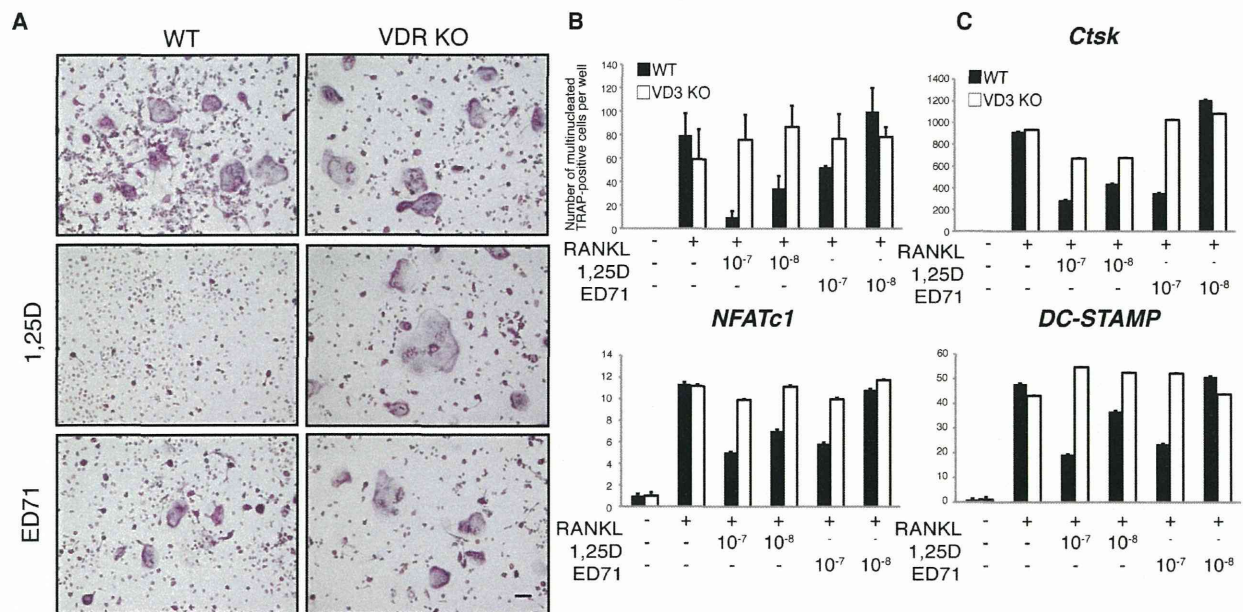 A
WT
VDR KO
1,25D
ED71
B
Number of multinucleated
TRAP-positive cells per well
140
120
100
80
60
40
20
0
WT
VD3 KO
RANKL - + + + + +
1,25D - - 10-7 10-8 - -
ED71 - - - - 10-7 10-8
C
Ctsk
1400
1200
1000
800
600
400
200
0
WT
VD3 KO
RANKL - + + + + +
1,25D - - 10-7 10-8 - -
ED71 - - - - 10-7 10-8
NFATc1
14
12
10
8
6
4
2
0
RANKL - + + + + +
1,25D - - 10-7 10-8 - -
ED71 - - - - 10-7 10-8
DC-STAMP
60
50
40
30
20
10
0
RANKL - + + + + +
1,25D - - 10-7 10-8 - -
ED71 - - - - 10-7 10-8